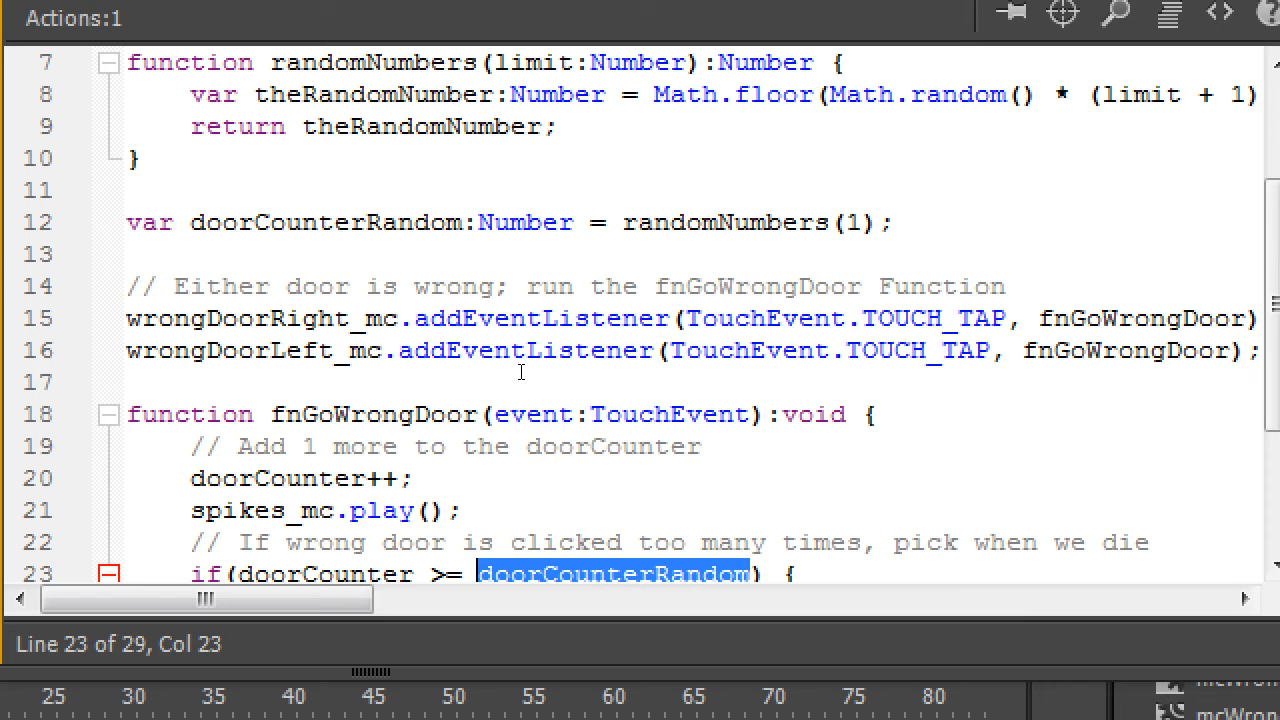 Actions:1
7 function randomNumbers(limit:Number):Number {
8 var theRandomNumber:Number = Math.floor(Math.random() * (limit + 1)
9 return theRandomNumber;
10 }
11
12 var doorCounterRandom:Number = randomNumbers(1);
13
14 // Either door is wrong; run the fnGoWrongDoor Function
15 wrongDoorRight_mc.addEventListener(TouchEvent.TOUCH_TAP, fnGoWrongDoor)
16 wrongDoorLeft_mc.addEventListener(TouchEvent.TOUCH_TAP, fnGoWrongDoor);
17
18 function fnGoWrongDoor(event:TouchEvent):void {
19 // Add 1 more to the doorCounter
20 doorCounter++;
21 spikes_mc.play();
22 // If wrong door is clicked too many times, pick when we die
23 if(doorCounter >= doorCounterRandom) {
Line 23 of 29, Col 23
25 30 35 40 45 50 55 60 65 70 75 80